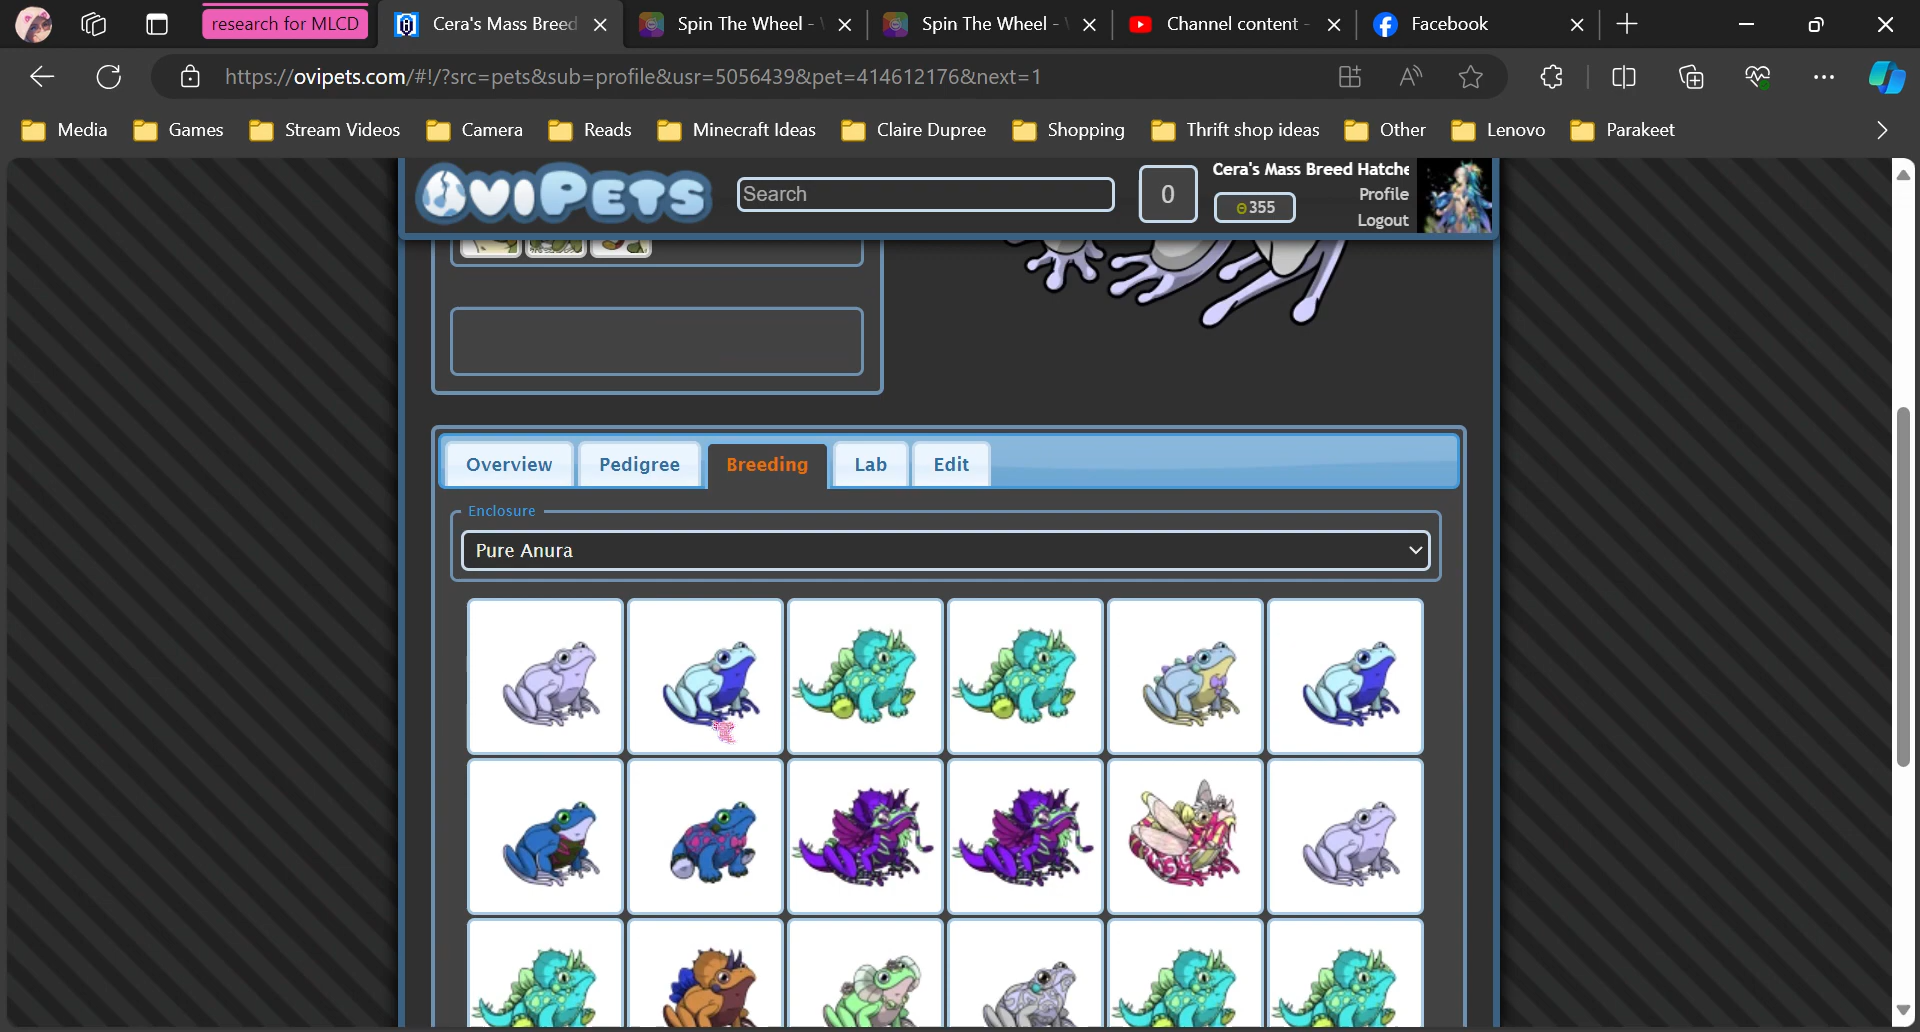 research for MLCD
Cera's Mass Breed
Spin The Wheel -
Spin The Wheel -
Channel content -
Facebook
https://ovipets.com/#!/?src=pets&sub=profile&usr=5056439&pet=414612176&next=1
Media
Games
Stream Videos
Camera
Reads
Minecraft Ideas
Claire Dupree
Shopping
Thrift shop ideas
Other
Lenovo
Parakeet
OviPets
Search
0
Cera's Mass Breed Hatche
355
Profile
Logout
Overview
Pedigree
Breeding
Lab
Edit
Enclosure
Pure Anura